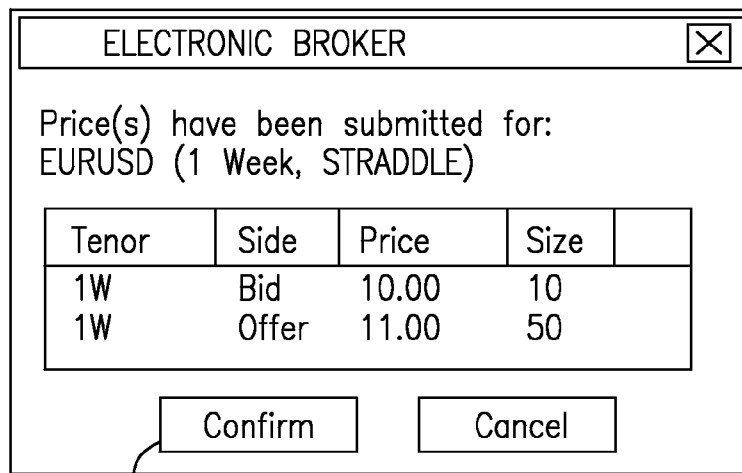 ELECTRONIC BROKER
Price(s) have been submitted for:
EURUSD (1 Week, STRADDLE)
Tenor Side Price Size
1W Bid 10.00 10
1W Offer 11.00 50
Confirm Cancel